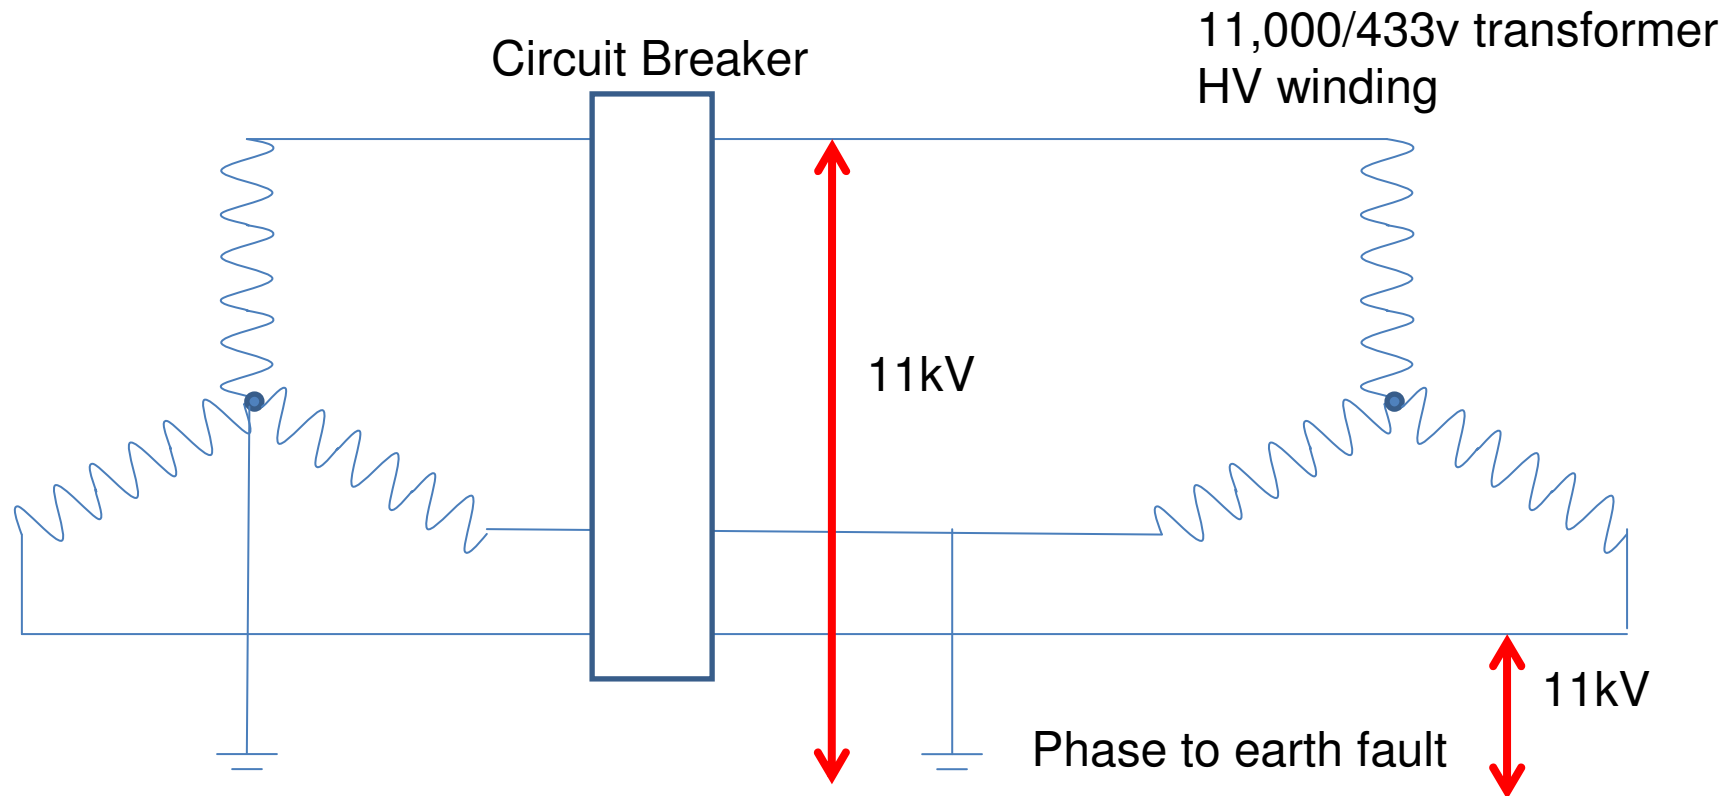 11,000/433v transformer
HV winding
Circuit Breaker
11kV
11kV
Phase to earth fault